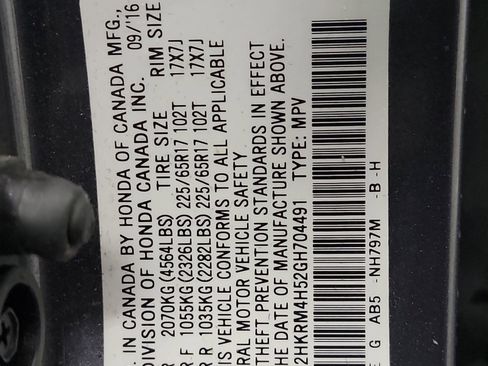 . IN CANADA BY HONDA OF CANADA MFG.,
DIVISION OF HONDA CANADA INC. 09/'16
R 2070KG(4564LBS) TIRE SIZE RIM SIZE
R F 1055KG(2326LBS) 225/65R17 102T 17X7J
R R 1035KG(2282LBS) 225/65R17 102T 17X7J
IS VEHICLE CONFORMS TO ALL APPLICABLE
RAL MOTOR VEHICLE SAFETY
THEFT PREVENTION STANDARDS IN EFFECT
HE DATE OF MANUFACTURE SHOWN ABOVE.
2HKRM4H52GH704491 TYPE: MPV
E G AB5 -NH797M -B -H